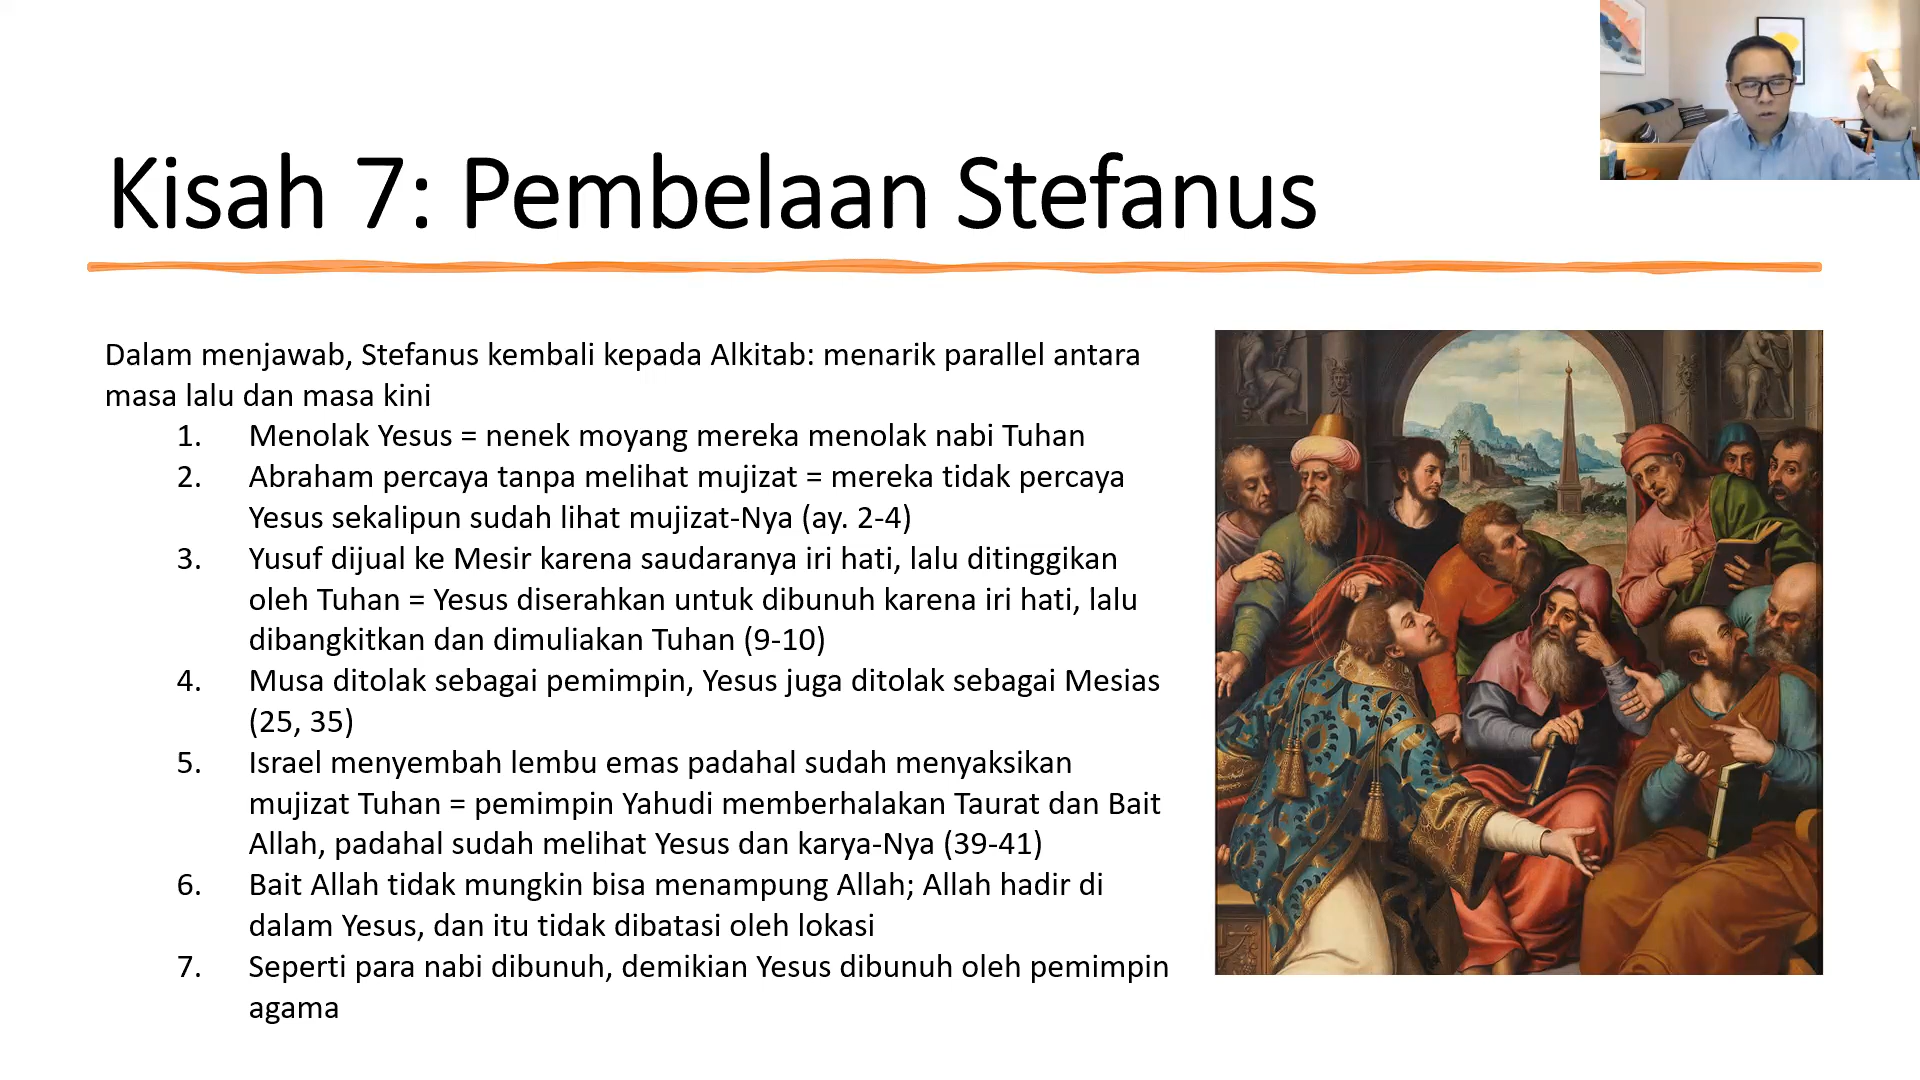 Kisah 7: Pembelaan Stefanus
Dalam menjawab, Stefanus kembali kepada Alkitab: menarik parallel antara
masa lalu dan masa kini
1. Menolak Yesus = nenek moyang mereka menolak nabi Tuhan
2. Abraham percaya tanpa melihat mujizat = mereka tidak percaya
Yesus sekalipun sudah lihat mujizat-Nya (ay. 2-4)
3. Yusuf dijual ke Mesir karena saudaranya iri hati, lalu ditinggikan
oleh Tuhan = Yesus diserahkan untuk dibunuh karena iri hati, lalu
dibangkitkan dan dimuliakan Tuhan (9-10)
4. Musa ditolak sebagai pemimpin, Yesus juga ditolak sebagai Mesias
(25, 35)
5. Israel menyembah lembu emas padahal sudah menyaksikan
mujizat Tuhan = pemimpin Yahudi memberhalakan Taurat dan Bait
Allah, padahal sudah melihat Yesus dan karya-Nya (39-41)
6. Bait Allah tidak mungkin bisa menampung Allah; Allah hadir di
dalam Yesus, dan itu tidak dibatasi oleh lokasi
7. Seperti para nabi dibunuh, demikian Yesus dibunuh oleh pemimpin
agama